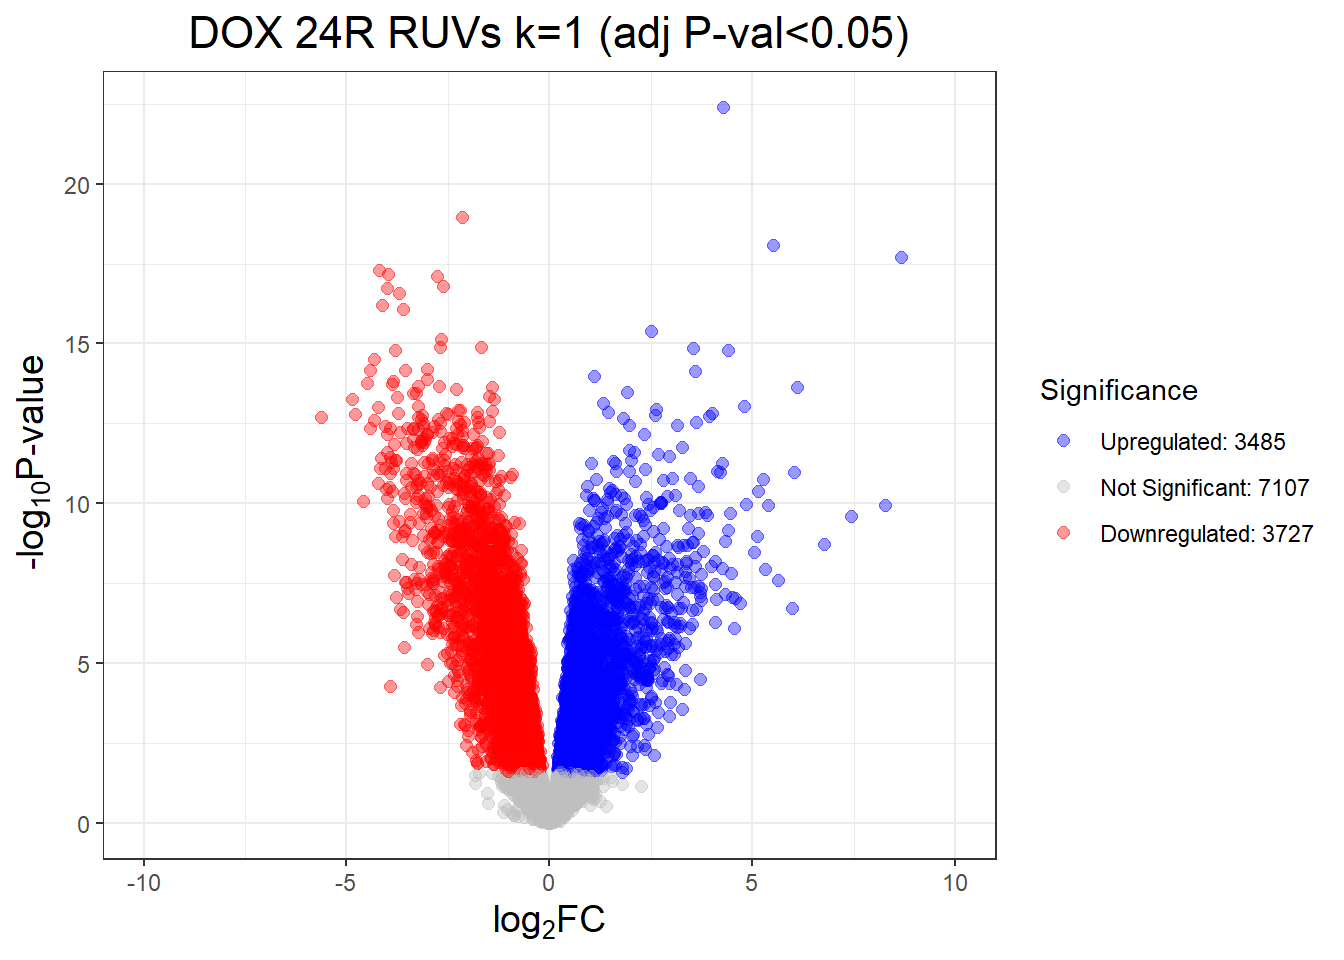 DOX 24R RUVs k=1 (adj P-val<0.05)
-log10P-value
20
15
10
5
0
-10
-5
0
5
10
log2FC
Significance
Upregulated: 3485
Not Significant: 7107
Downregulated: 3727